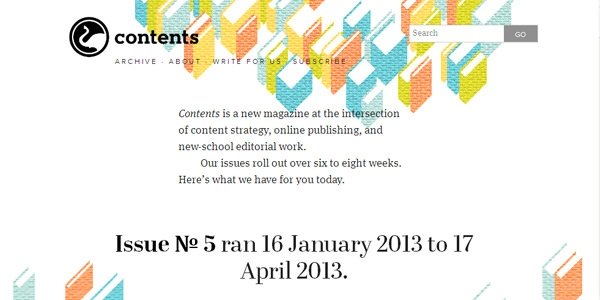 contents
Search
GO
ARCHIVE · ABOUT · WRITE FOR US · SUBSCRIBE
Contents is a new magazine at the intersection
of content strategy, online publishing, and
new-school editorial work.
Our issues roll out over six to eight weeks.
Here's what we have for you today.
Issue № 5 ran 16 January 2013 to 17
April 2013.